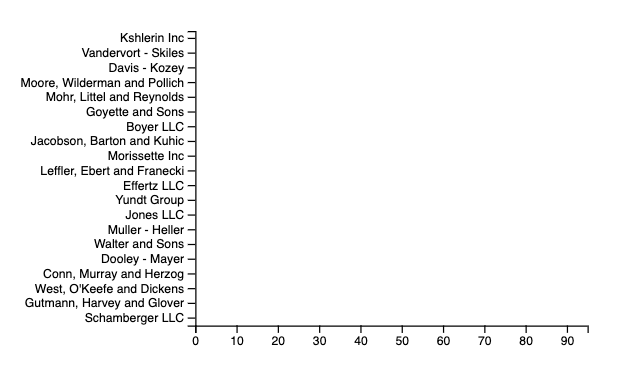 Kshlerin Inc
Vandervort - Skiles
Davis - Kozey
Moore, Wilderman and Pollich
Mohr, Littel and Reynolds
Goyette and Sons
Boyer LLC
Jacobson, Barton and Kuhic
Morissette Inc
Leffler, Ebert and Franecki
Effertz LLC
Yundt Group
Jones LLC
Muller - Heller
Walter and Sons
Dooley - Mayer
Conn, Murray and Herzog
West, O'Keefe and Dickens
Gutmann, Harvey and Glover
Schamberger LLC
0 10 20 30 40 50 60 70 80 90